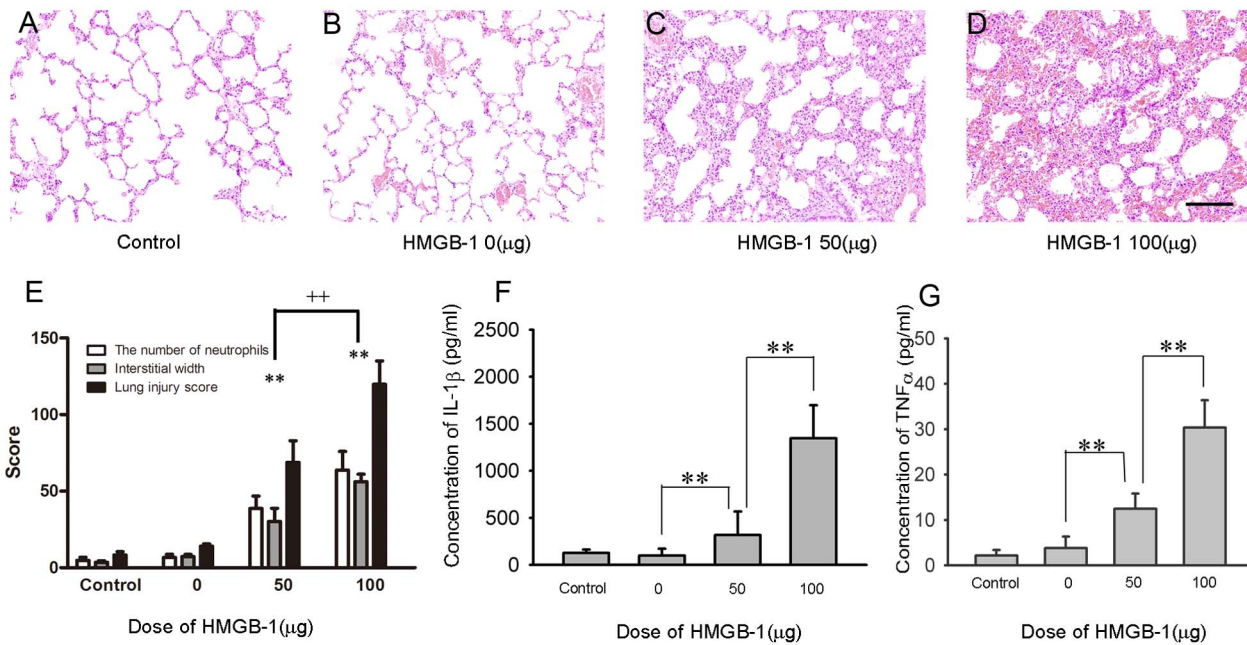 A
B
C
D
Control
HMGB-1 0(μg)
HMGB-1 50(μg)
HMGB-1 100(μg)
E
++
150
100
50
0
Score
The number of neutrophils
Interstitial width
Lung injury score
**
**
Control
0
50
100
Dose of HMGB-1(μg)
F
Concentration of IL-1β (pg/ml)
2500
2000
1500
1000
500
0
**
**
Control
0
50
100
Dose of HMGB-1(μg)
G
Concentration of TNFα (pg/ml)
50
40
30
20
10
0
**
**
Control
0
50
100
Dose of HMGB-1(μg)